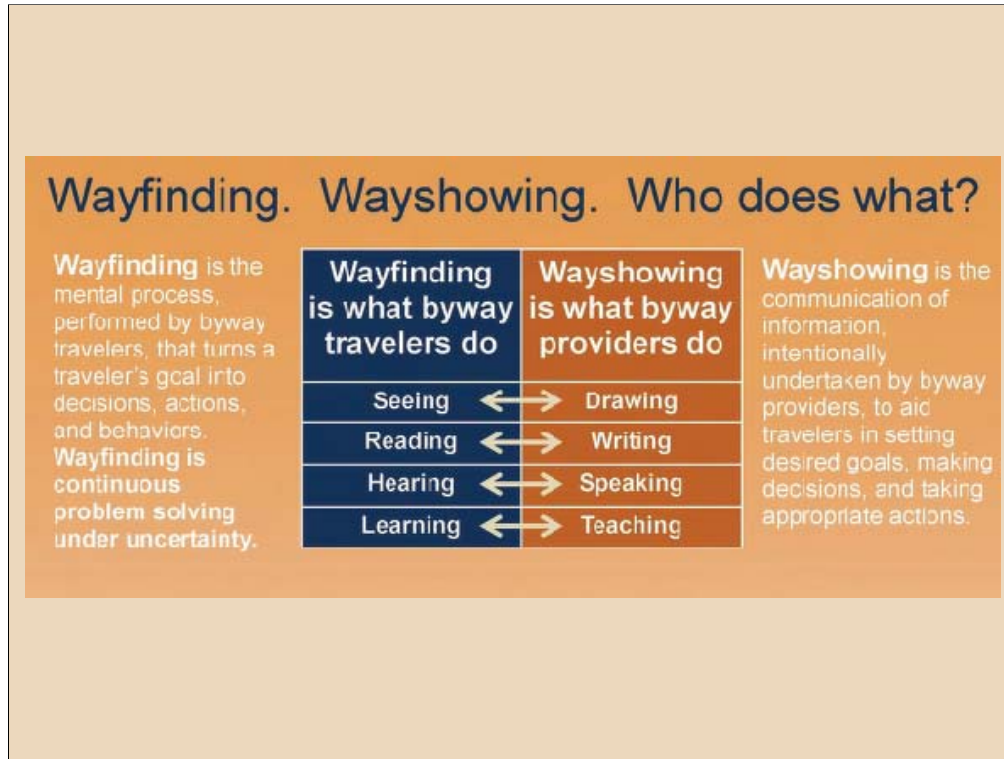 Wayfinding. Wayshowing. Who does what?
Wayfinding is the
mental process,
performed by byway
travelers, that turns a
traveler's goal into
decisions, actions,
and behaviors.
Wayfinding is
continuous
problem solving
under uncertainty.
Wayfinding
is what byway
travelers do
Wayshowing
is what byway
providers do
Seeing Drawing
Reading Writing
Hearing Speaking
Learning Teaching
Wayshowing is the
communication of
information,
intentionally
undertaken by byway
providers, to aid
travelers in setting
desired goals, making
decisions, and taking
appropriate actions.